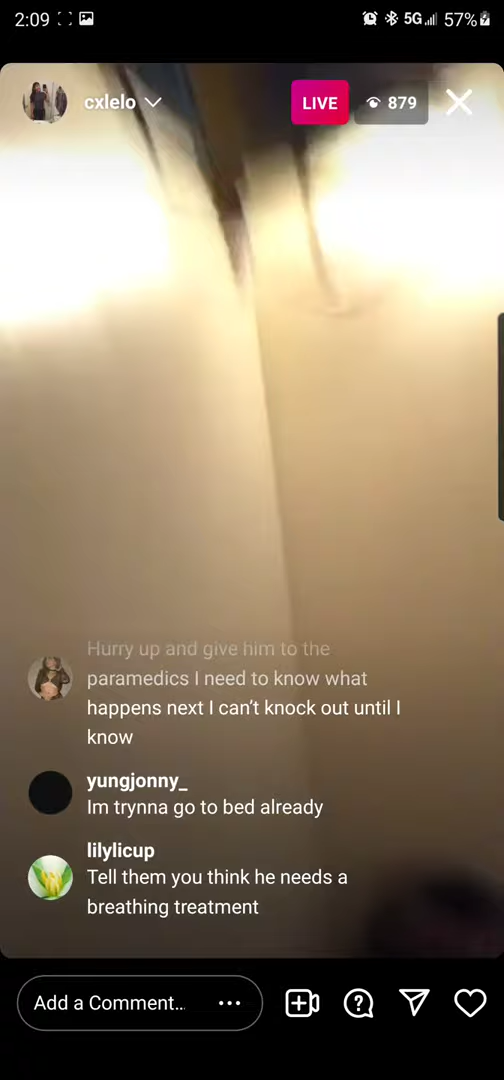 2:09 5G 57%
cxlelo LIVE 879
Hurry up and give him to the
paramedics I need to know what
happens next I can't knock out until I
know
yungjonny_
Im trynna go to bed already
lilylicup
Tell them you think he needs a
breathing treatment
Add a Comment...